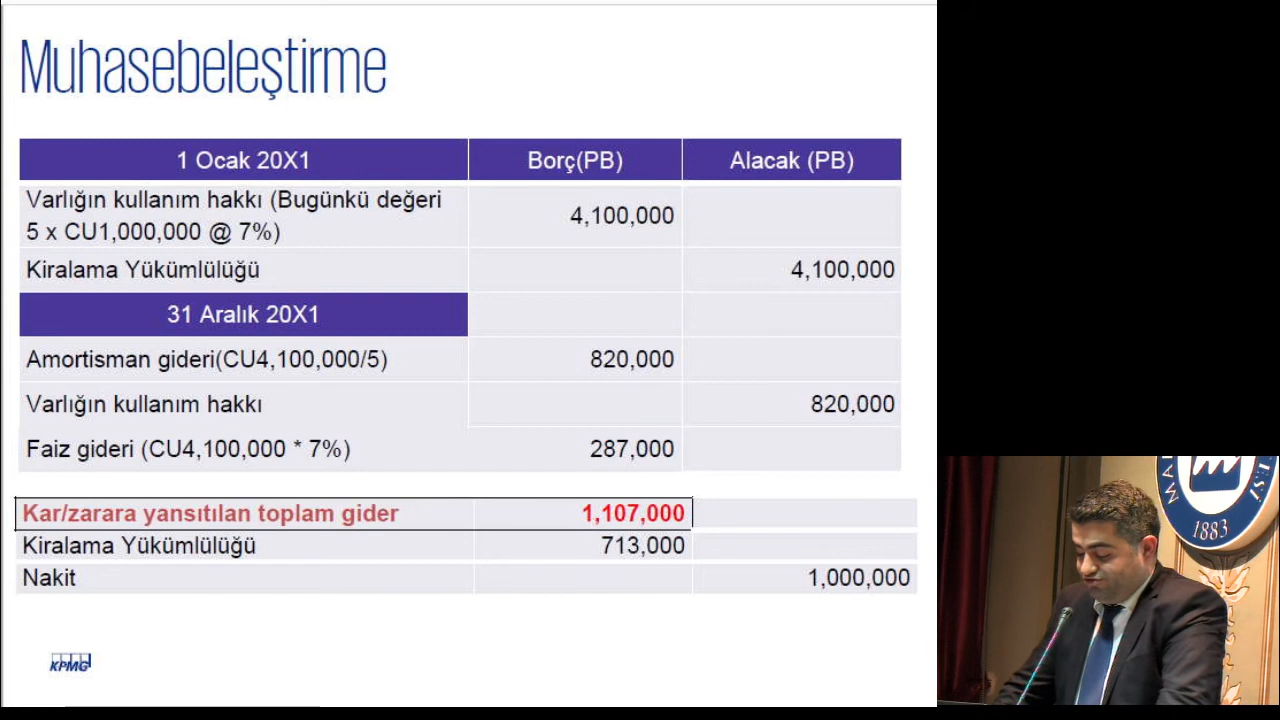 Muhasebeleştirme
1 Ocak 20X1 Borç(PB) Alacak (PB)
Varlığın kullanım hakkı (Bugünkü değeri
5 x CU1,000,000 @ 7%) 4,100,000
Kiralama Yükümlülüğü 4,100,000
31 Aralık 20X1
Amortisman gideri(CU4,100,000/5) 820,000
Varlığın kullanım hakkı 820,000
Faiz gideri (CU4,100,000 * 7%) 287,000
Kar/zarara yansıtılan toplam gider 1,107,000
Kiralama Yükümlülüğü 713,000
Nakit 1,000,000
KPMG
1883